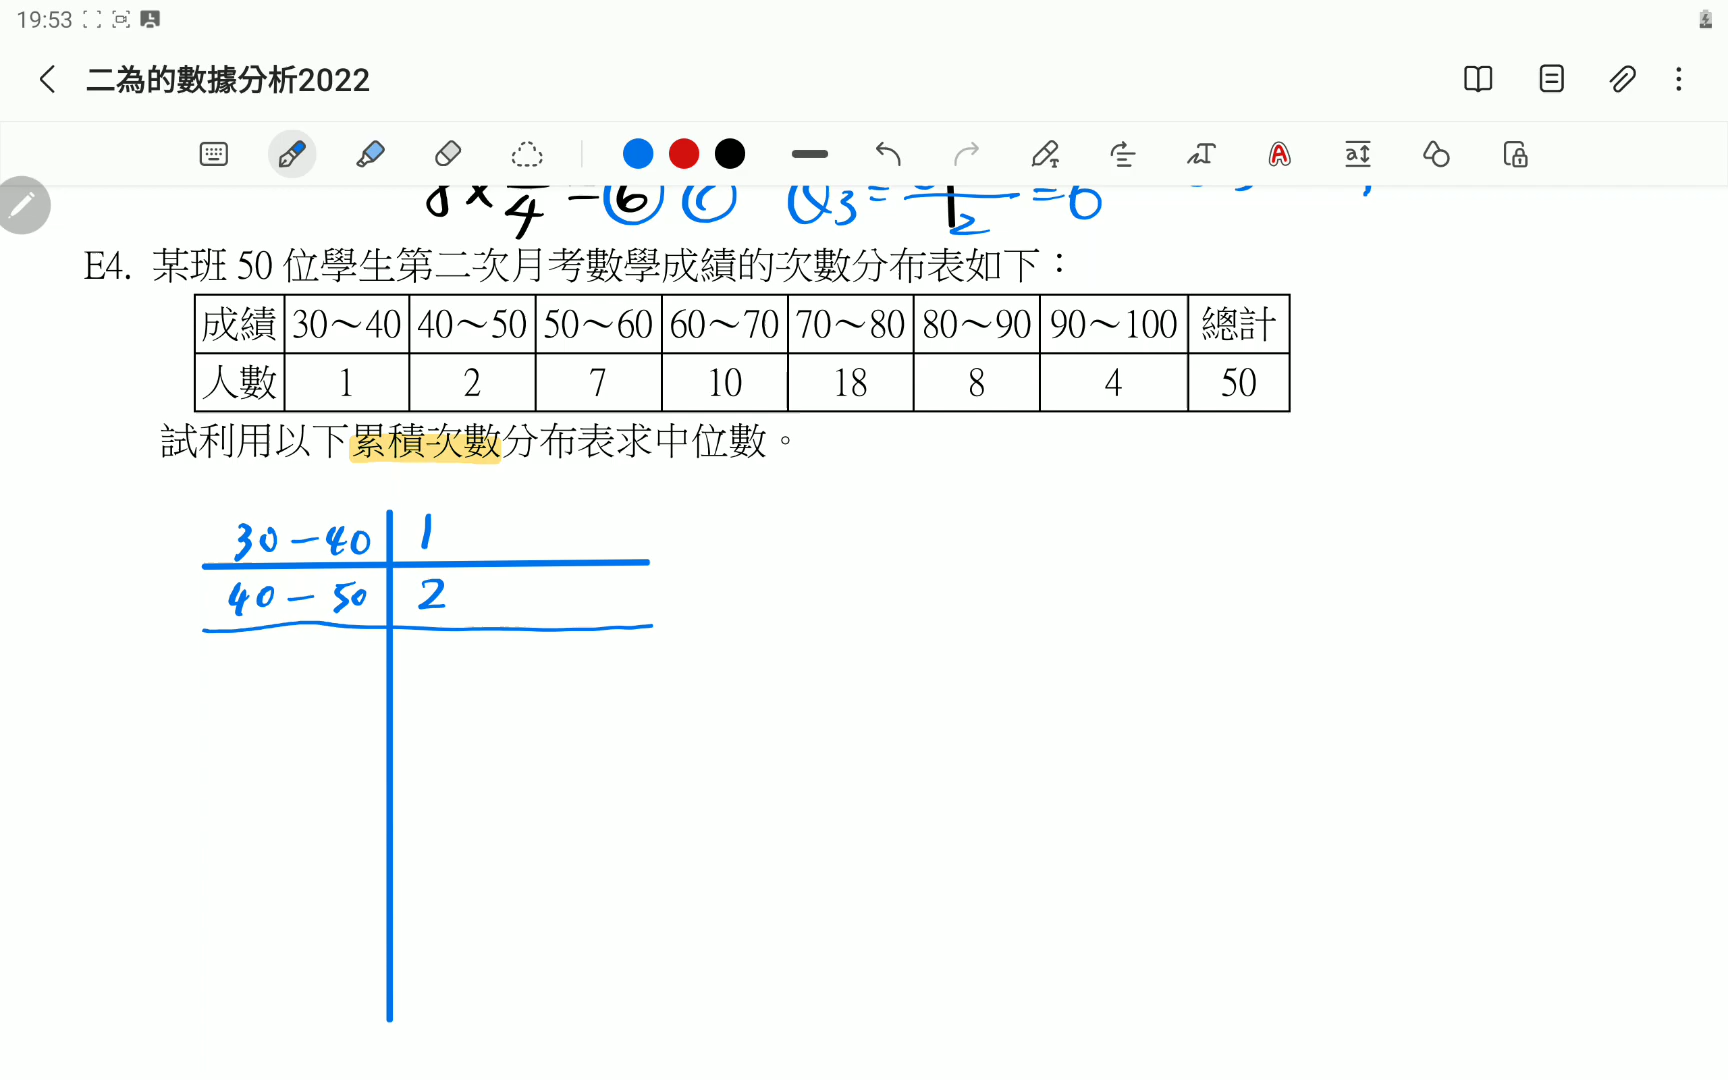 19:53
二為的數據分析2022
E4. 某班 50 位學生第二次月考數學成績的次數分布表如下：
成績 30～40 40～50 50～60 60～70 70～80 80～90 90～100 總計
人數 1 2 7 10 18 8 4 50
試利用以下累積次數分布表求中位數。
30－40 1
40－50 2